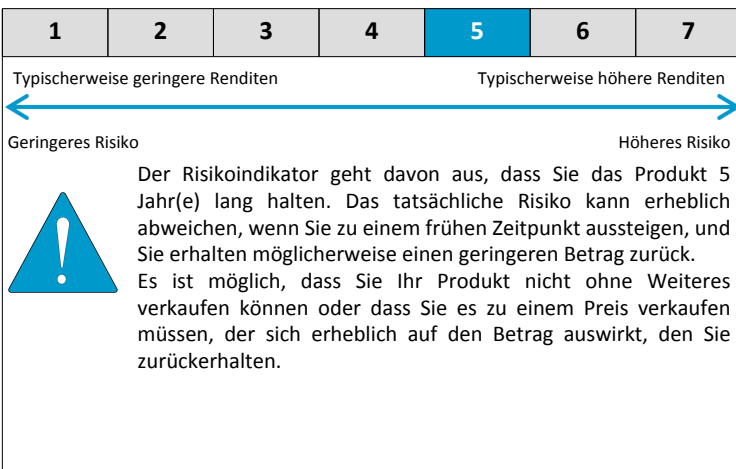 1 2 3 4 5 6 7
Typischerweise geringere Renditen Typischerweise höhere Renditen
Geringeres Risiko Höheres Risiko
Der Risikoindikator geht davon aus, dass Sie das Produkt 5
Jahr(e) lang halten. Das tatsächliche Risiko kann erheblich
abweichen, wenn Sie zu einem frühen Zeitpunkt aussteigen, und
Sie erhalten möglicherweise einen geringeren Betrag zurück.
Es ist möglich, dass Sie Ihr Produkt nicht ohne Weiteres
verkaufen können oder dass Sie es zu einem Preis verkaufen
müssen, der sich erheblich auf den Betrag auswirkt, den Sie
zurückerhalten.